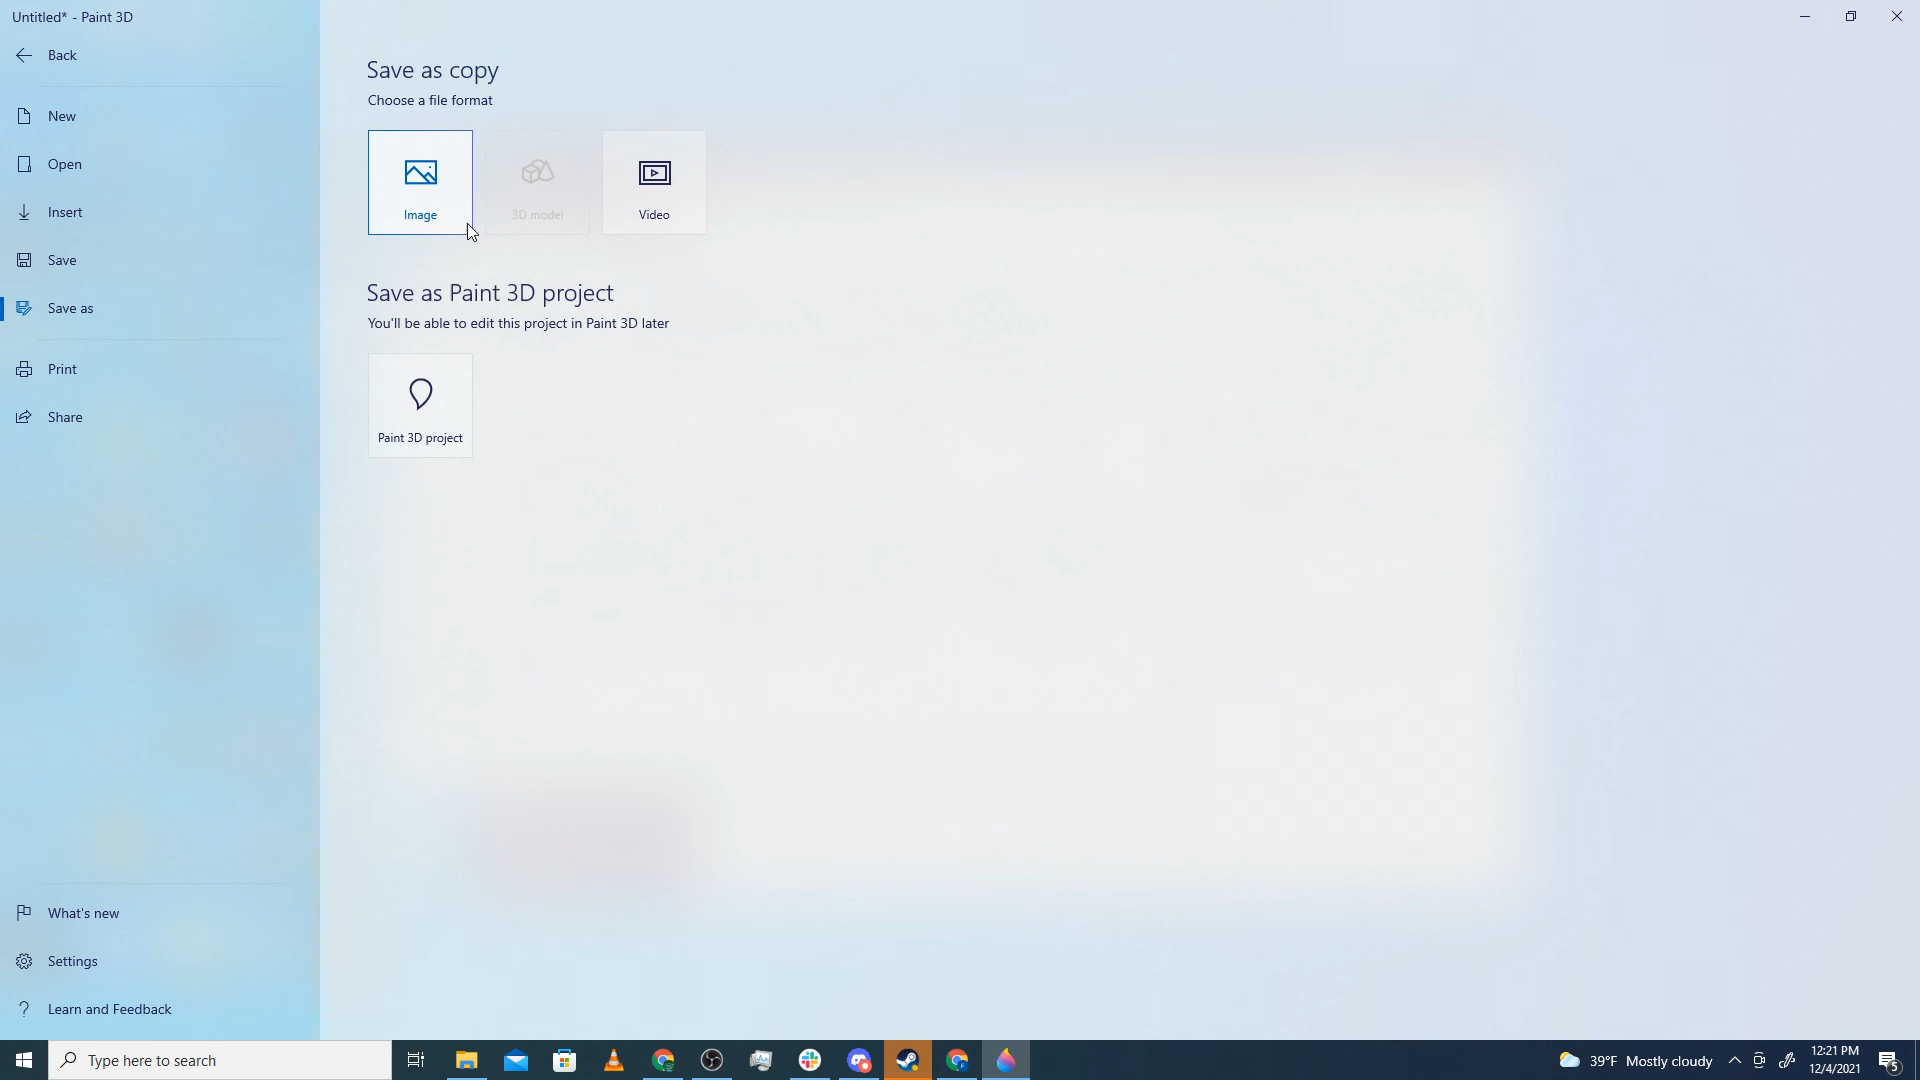 Untitled* - Paint 3D
Back
New
Open
Insert
Save
Save as
Print
Share
What's new
Settings
Learn and Feedback
Save as copy
Choose a file format
Image
3D model
Video
Save as Paint 3D project
You'll be able to edit this project in Paint 3D later
Paint 3D project
Type here to search
39°F Mostly cloudy
12:21 PM
12/4/2021
5